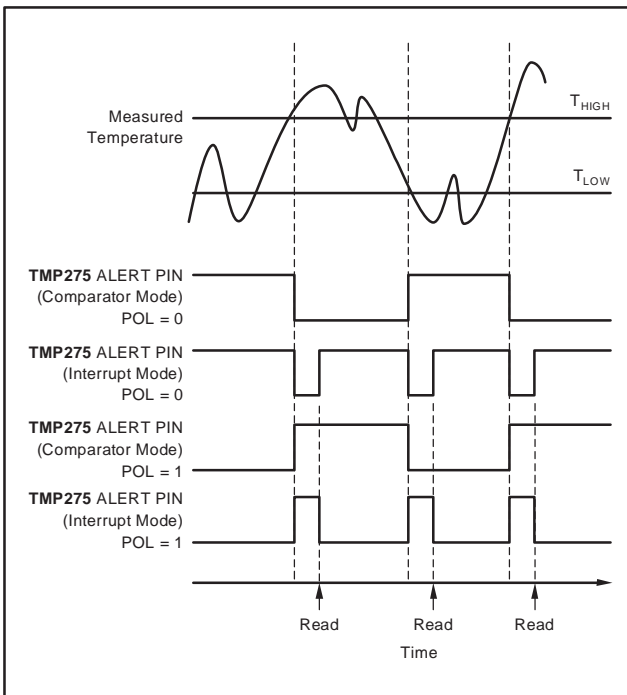 Measured
Temperature
THIGH
TLOW
TMP275 ALERT PIN
(Comparator Mode)
POL = 0
TMP275 ALERT PIN
(Interrupt Mode)
POL = 0
TMP275 ALERT PIN
(Comparator Mode)
POL = 1
TMP275 ALERT PIN
(Interrupt Mode)
POL = 1
Read Read Read
Time